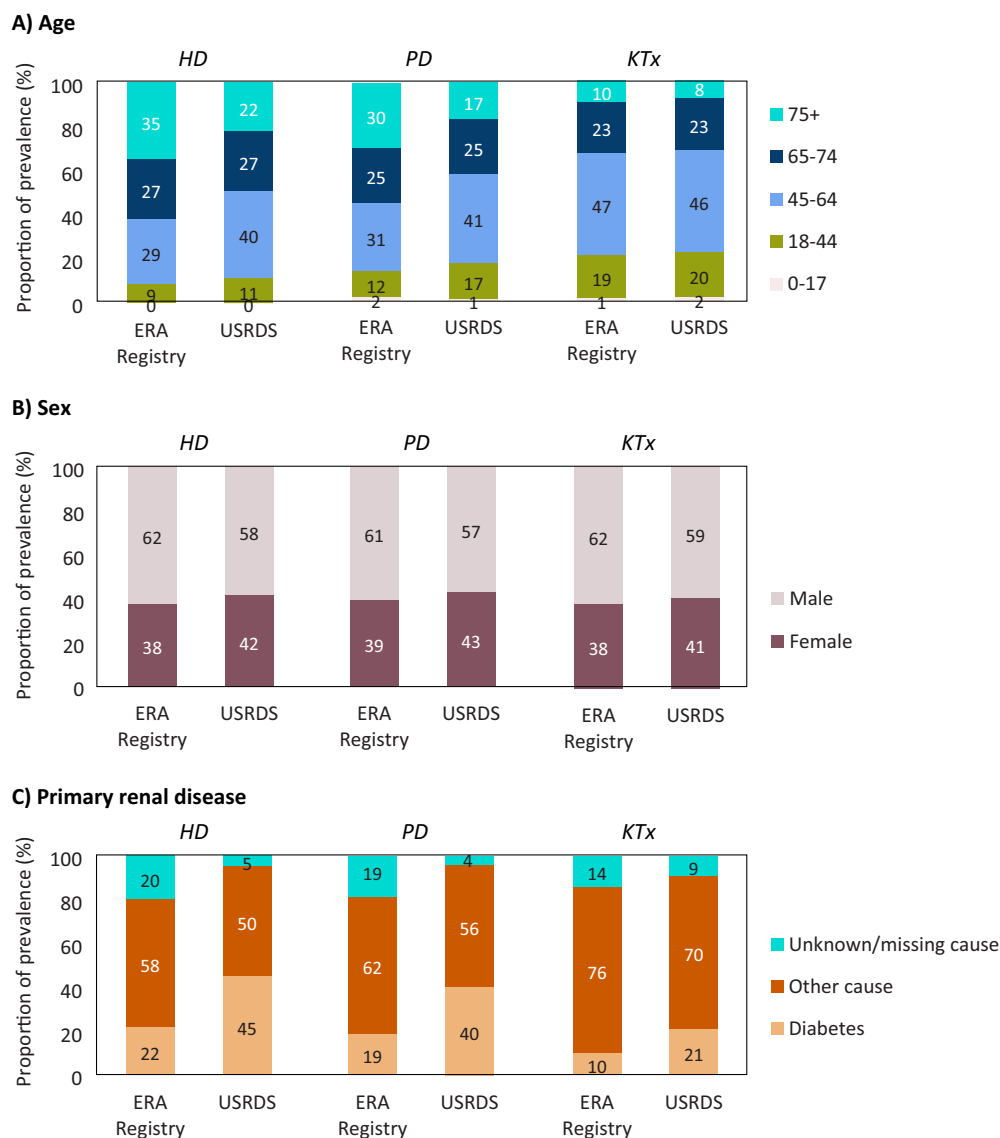 A) Age
HD PD KTx
Proportion of prevalence (%)
100
80
60
40
20
0
35 22 30 17 10 8
27 27 25 25 23 23
29 40 31 41 47 46
9 11 12 17 19 20
0 0 2 1 1 2
ERA Registry USRDS ERA Registry USRDS ERA Registry USRDS
75+
65-74
45-64
18-44
0-17
B) Sex
HD PD KTx
Proportion of prevalence (%)
100
80
60
40
20
0
62 58 61 57 62 59
38 42 39 43 38 41
ERA Registry USRDS ERA Registry USRDS ERA Registry USRDS
Male
Female
C) Primary renal disease
HD PD KTx
Proportion of prevalence (%)
100
80
60
40
20
0
20 5 19 4 14 9
58 50 62 56 76 70
22 45 19 40 10 21
ERA Registry USRDS ERA Registry USRDS ERA Registry USRDS
Unknown/missing cause
Other cause
Diabetes